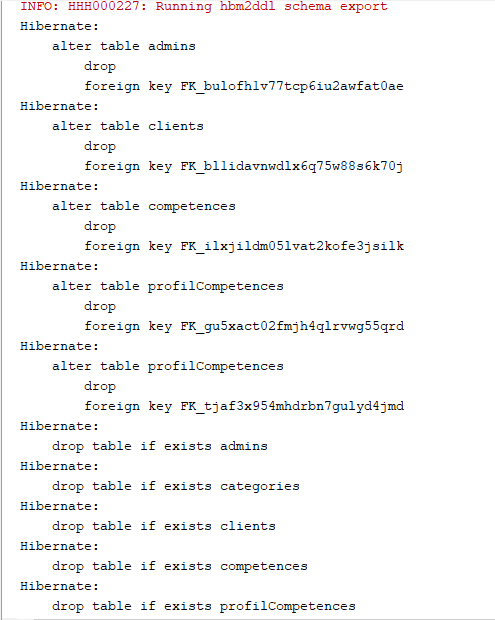 INFO: HHH000227: Running hbm2ddl schema export
Hibernate:
    alter table admins
        drop
        foreign key FK_bulofhlv77tcp6iu2awfat0ae
Hibernate:
    alter table clients
        drop
        foreign key FK_bllidavnwdlx6q75w88s6k70j
Hibernate:
    alter table competences
        drop
        foreign key FK_ilxjildm05lvat2kofe3jsilk
Hibernate:
    alter table profilCompetences
        drop
        foreign key FK_gu5xact02fmjh4qlrvwg55qrd
Hibernate:
    alter table profilCompetences
        drop
        foreign key FK_tjaf3x954mhdrbn7gulyd4jmd
Hibernate:
    drop table if exists admins
Hibernate:
    drop table if exists categories
Hibernate:
    drop table if exists clients
Hibernate:
    drop table if exists competences
Hibernate:
    drop table if exists profilCompetences